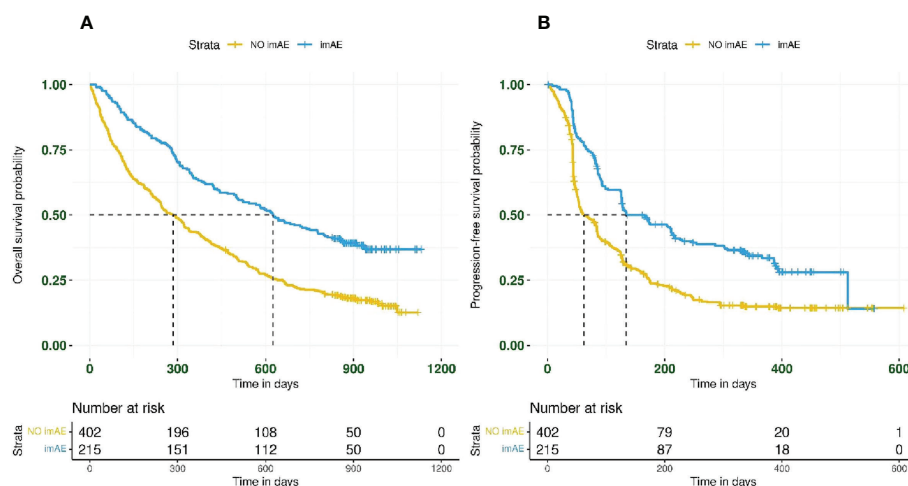 A
B
Strata NO imAE imAE
Strata NO imAE imAE
Overall survival probability
1.00
0.75
0.50
0.25
0.00
0 300 600 900 1200
Time in days
Progression-free survival probability
1.00
0.75
0.50
0.25
0.00
0 200 400 600
Time in days
Number at risk
Strata
NO imAE 402 196 108 50 0
imAE 215 151 112 50 0
0 300 600 900 1200
Time in days
Number at risk
Strata
NO imAE 402 79 20 1
imAE 215 87 18 0
0 200 400 600
Time in days